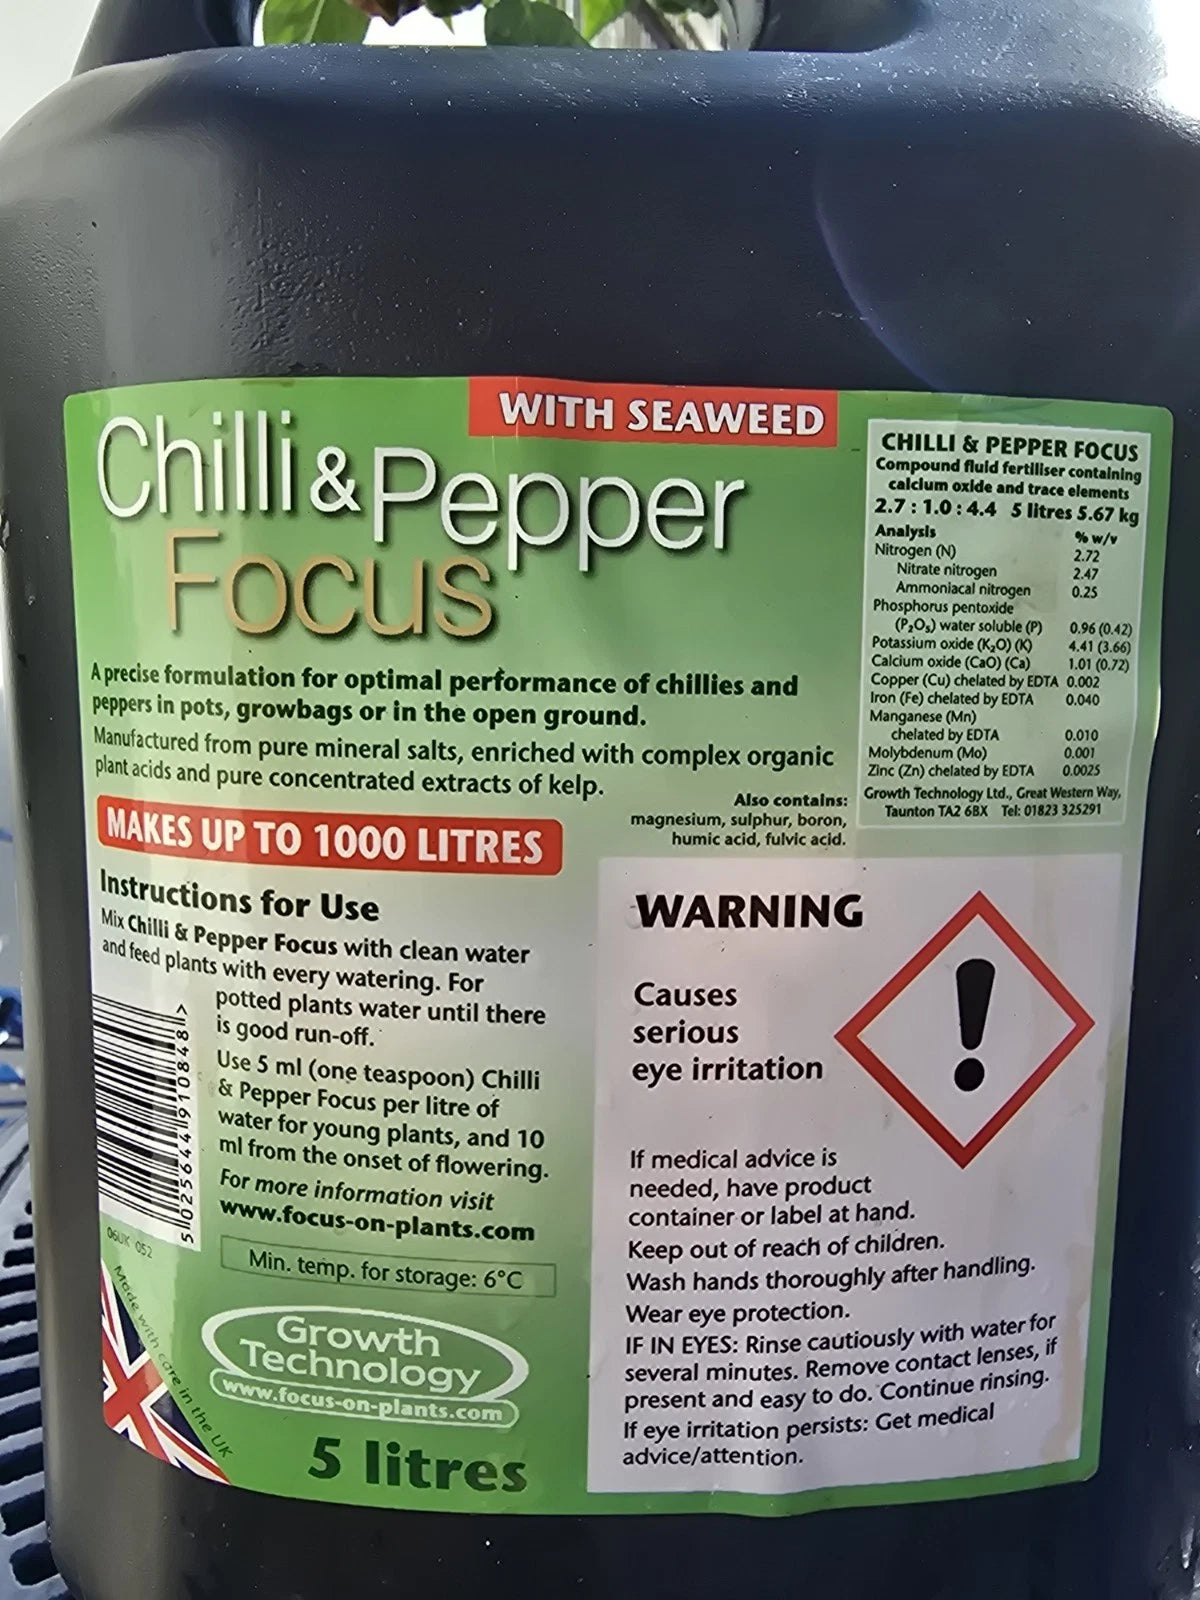 WITH SEAWEED
Chilli & Pepper
Focus
A precise formulation for optimal performance of chillies and
peppers in pots, growbags or in the open ground.
Manufactured from pure mineral salts, enriched with complex organic
plant acids and pure concentrated extracts of kelp.
MAKES UP TO 1000 LITRES
Also contains:
magnesium, sulphur, boron,
humic acid, fulvic acid.
CHILLI & PEPPER FOCUS
Compound fluid fertiliser containing
calcium oxide and trace elements
2.7 : 1.0 : 4.4 5 litres 5.67 kg
Analysis % w/v
Nitrogen (N) 2.72
Nitrate nitrogen 2.47
Ammoniacal nitrogen 0.25
Phosphorus pentoxide
(P₂O₅) water soluble (P) 0.96 (0.42)
Potassium oxide (K₂O) (K) 4.41 (3.66)
Calcium oxide (CaO) (Ca) 1.01 (0.72)
Copper (Cu) chelated by EDTA 0.002
Iron (Fe) chelated by EDTA 0.040
Manganese (Mn)
chelated by EDTA 0.010
Molybdenum (Mo) 0.001
Zinc (Zn) chelated by EDTA 0.0025
Growth Technology Ltd., Great Western Way,
Taunton TA2 6BX Tel: 01823 325291
Instructions for Use
Mix Chilli & Pepper Focus with clean water
and feed plants with every watering. For
potted plants water until there
is good run-off.
Use 5 ml (one teaspoon) Chilli
& Pepper Focus per litre of
water for young plants, and 10
ml from the onset of flowering.
For more information visit
www.focus-on-plants.com
Min. temp. for storage: 6°C
5 025644 910848 >
06UK 052
Made with care in the UK
Growth
Technology
www.focus-on-plants.com
5 litres
WARNING
Causes
serious
eye irritation
!
If medical advice is
needed, have product
container or label at hand.
Keep out of reach of children.
Wash hands thoroughly after handling.
Wear eye protection.
IF IN EYES: Rinse cautiously with water for
several minutes. Remove contact lenses, if
present and easy to do. Continue rinsing.
If eye irritation persists: Get medical
advice/attention.